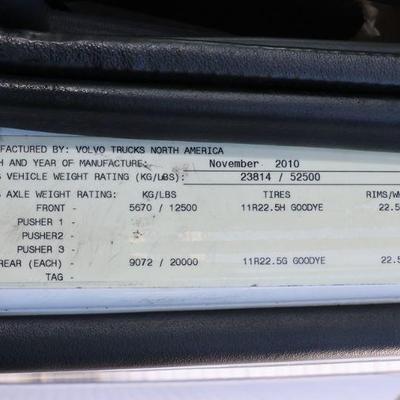 FACTURED BY: VOLVO TRUCKS NORTH AMERICA
H AND YEAR OF MANUFACTURE: November 2010
S VEHICLE WEIGHT RATING (KG/LBS): 23814 / 52500
S AXLE WEIGHT RATING: KG/LBS TIRES RIMS/W
FRONT - 5670 / 12500 11R22.5H GOODYE 22.5
PUSHER 1 -
PUSHER2 -
PUSHER 3 -
REAR (EACH) - 9072 / 20000 11R22.5G GOODYE 22.5
TAG -